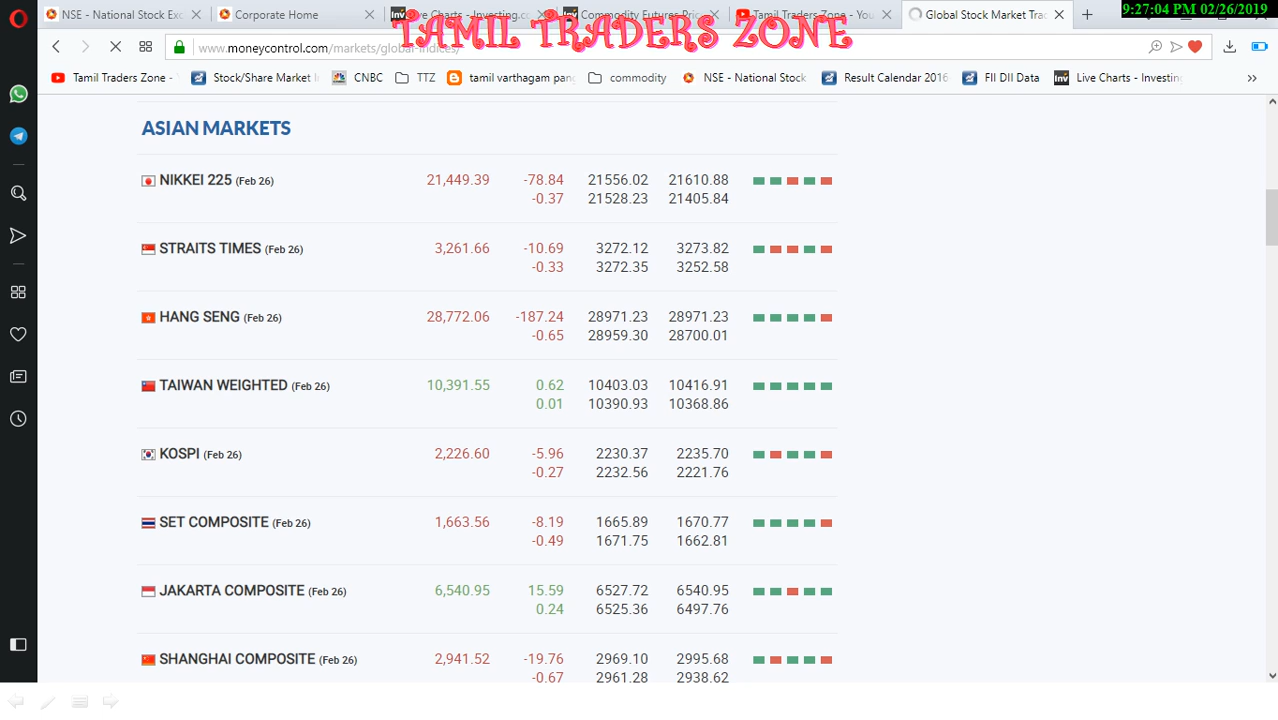 NSE - National Stock Exc
Corporate Home
Commodity Futures Pric
Tamil Traders Zone - You
Global Stock Market Trac
9:27:04 PM 02/26/2019
TAMIL TRADERS ZONE
www.moneycontrol.com/markets/global-indices/
Tamil Traders Zone -
Stock/Share Market I
CNBC
TTZ
tamil varthagam pang
commodity
NSE - National Stock
Result Calendar 2016
FII DII Data
Inv
Live Charts - Investin
ASIAN MARKETS
NIKKEI 225 (Feb 26) 21,449.39 -78.84 21556.02 21610.88
-0.37 21528.23 21405.84
STRAITS TIMES (Feb 26) 3,261.66 -10.69 3272.12 3273.82
-0.33 3272.35 3252.58
HANG SENG (Feb 26) 28,772.06 -187.24 28971.23 28971.23
-0.65 28959.30 28700.01
TAIWAN WEIGHTED (Feb 26) 10,391.55 0.62 10403.03 10416.91
0.01 10390.93 10368.86
KOSPI (Feb 26) 2,226.60 -5.96 2230.37 2235.70
-0.27 2232.56 2221.76
SET COMPOSITE (Feb 26) 1,663.56 -8.19 1665.89 1670.77
-0.49 1671.75 1662.81
JAKARTA COMPOSITE (Feb 26) 6,540.95 15.59 6527.72 6540.95
0.24 6525.36 6497.76
SHANGHAI COMPOSITE (Feb 26) 2,941.52 -19.76 2969.10 2995.68
-0.67 2961.28 2938.62